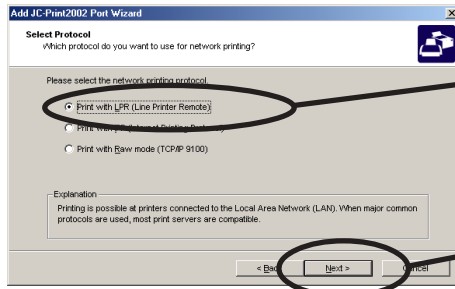 Add JC-Print2002 Port Wizard
Select Protocol
Which protocol do you want to use for network printing?
Please select the network printing protocol.
Print with LPR (Line Printer Remote)
Print with
Print with Raw mode (TCP/IP 9100)
Explanation
Printing is possible at printers connected to the Local Area Network (LAN). When major common
protocols are used, most print servers are compatible.
< Back
Next >
Cancel